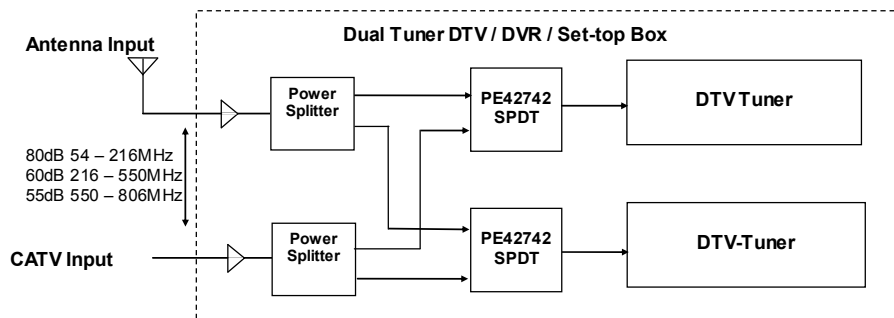 Dual Tuner DTV / DVR / Set-top Box
Antenna Input
Power
Splitter
PE42742
SPDT
DTV Tuner
80dB 54 – 216MHz
60dB 216 – 550MHz
55dB 550 – 806MHz
CATV Input
Power
Splitter
PE42742
SPDT
DTV-Tuner